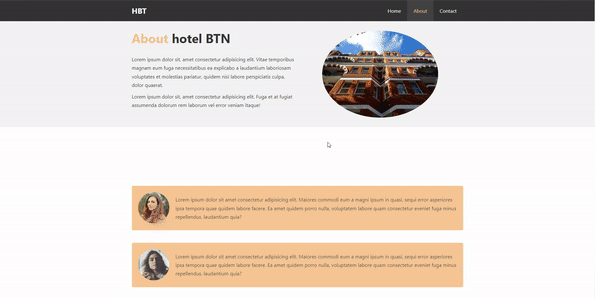 HBT
Home
About
Contact
About hotel BTN
Lorem ipsum dolor sit, amet consectetur adipisicing elit. Vitae temporibus
magnam eum fuga necessitatibus ex explicabo a laudantium laboriosam
voluptates et molestias pariatur, quidem nisi labore perspiciatis culpa,
dolor quaerat.
Lorem ipsum dolor sit, amet consectetur adipisicing elit. Fuga et at fugiat
assumenda dolorum rem laborum vel error veniam itaque!
Lorem ipsum dolor sit amet consectetur adipisicing elit. Maiores commodi eum a magni ipsum in quasi, sequi error asperiores
ipsa tempora quae quidem labore facere. Ea amet quidem porro nulla, voluptatem labore quam consectetur eveniet fuga minus
repellendus, laudantium quia?
Lorem ipsum dolor sit amet consectetur adipisicing elit. Maiores commodi eum a magni ipsum in quasi, sequi error asperiores
ipsa tempora quae quidem labore facere. Ea amet quidem porro nulla, voluptatem labore quam consectetur eveniet fuga minus
repellendus, laudantium quia?